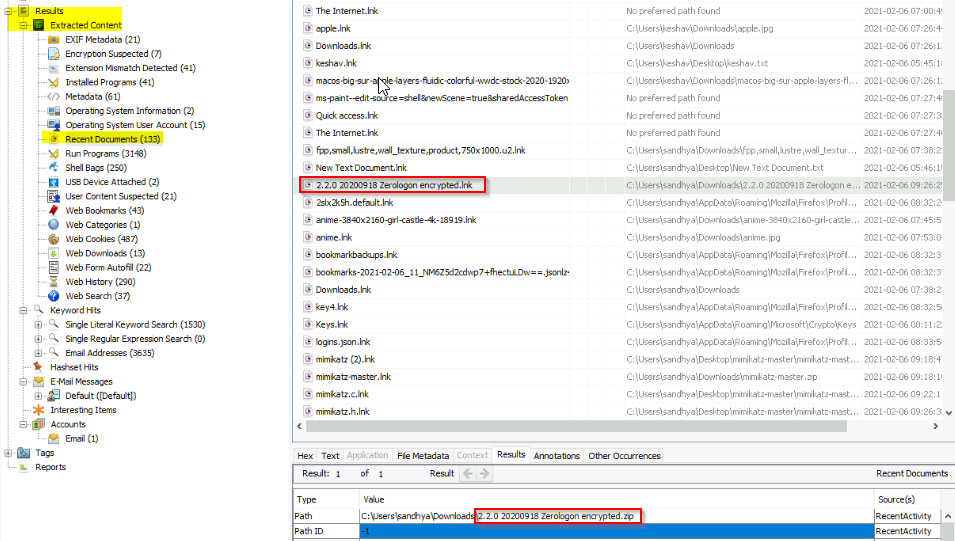 Results
Extracted Content
EXIF Metadata (21)
Encryption Suspected (7)
Extension Mismatch Detected (41)
Installed Programs (41)
Metadata (61)
Operating System Information (2)
Operating System User Account (15)
Recent Documents (133)
Run Programs (3148)
Shell Bags (250)
USB Device Attached (2)
User Content Suspected (21)
Web Bookmarks (43)
Web Categories (1)
Web Cookies (487)
Web Downloads (13)
Web Form Autofill (22)
Web History (290)
Web Search (37)
Keyword Hits
Single Literal Keyword Search (1530)
Single Regular Expression Search (0)
Email Addresses (3635)
Hashset Hits
E-Mail Messages
Default ([Default])
Interesting Items
Accounts
Email (1)
Tags
Reports
The Internet.lnk No preferred path found 2021-02-06 07:00:4
apple.lnk C:\Users\keshav\Downloads\apple.jpg 2021-02-06 07:26:1
Downloads.lnk C:\Users\keshav\Downloads 2021-02-06 07:26:1
keshav.lnk C:\Users\keshav\Desktop\keshav.txt 2021-02-06 05:45:1
macos-big-sur-apple-layers-fluidic-colorful-wwdc-stock-2020-1920x C:\Users\keshav\Downloads\macos-big-sur-apple-layers-fl... 2021-02-06 07:26:1
ms-paint--edit-source=shell&newScene=true&sharedAccessToken No preferred path found 2021-02-06 07:27:4
Quick access.lnk No preferred path found 2021-02-06 07:27:3
The Internet.lnk No preferred path found 2021-02-06 07:27:4
fpp,small,lustre,wall_texture,product,750x1000.u2.lnk C:\Users\sandhya\Downloads\fpp,small,lustre,wall_textur... 2021-02-06 07:38:2
New Text Document.lnk C:\Users\sandhya\Desktop\New Text Document.txt 2021-02-06 05:46:1
2.2.0 20200918 Zerologon encrypted.lnk C:\Users\sandhya\Downloads\2.2.0 20200918 Zerologon e... 2021-02-06 09:26:2
2slx2k5h.default.lnk C:\Users\sandhya\AppData\Roaming\Mozilla\Firefox\Profil... 2021-02-06 08:32:2
anime-3840x2160-girl-castle-4k-18919.lnk C:\Users\sandhya\Downloads\anime-3840x2160-girl-castle... 2021-02-06 07:45:5
anime.lnk C:\Users\sandhya\Downloads\anime.jpg 2021-02-06 07:53:0
bookmarkbackups.lnk C:\Users\sandhya\AppData\Roaming\Mozilla\Firefox\Profil... 2021-02-06 08:32:3
bookmarks-2021-02-06_11_NM6Z5d2cdwp7+fhectuLDw==.jsonlz4 C:\Users\sandhya\AppData\Roaming\Mozilla\Firefox\Profil... 2021-02-06 08:32:3
Downloads.lnk C:\Users\sandhya\Downloads 2021-02-06 07:38:2
key4.lnk C:\Users\sandhya\AppData\Roaming\Mozilla\Firefox\Profil... 2021-02-06 08:32:5
Keys.lnk C:\Users\sandhya\AppData\Roaming\Microsoft\Crypto\Keys 2021-02-06 08:11:2
logins.json.lnk C:\Users\sandhya\AppData\Roaming\Mozilla\Firefox\Profil... 2021-02-06 08:33:5
mimikatz (2).lnk C:\Users\sandhya\Desktop\mimikatz-master\mimikatz-mast... 2021-02-06 09:18:4
mimikatz-master.lnk C:\Users\sandhya\Downloads\mimikatz-master.zip 2021-02-06 09:18:1
mimikatz.c.lnk C:\Users\sandhya\Desktop\mimikatz-master\mimikatz-mast... 2021-02-06 09:22:1
mimikatz.h.lnk C:\Users\sandhya\Desktop\mimikatz-master\mimikatz-mast... 2021-02-06 09:26:3
Hex Text Application File Metadata Context Results Annotations Other Occurrences
Result: 1 of 1 Result Recent Documents
Type Value Source(s)
Path C:\Users\sandhya\Downloads\2.2.0 20200918 Zerologon encrypted.zip RecentActivity
Path ID -1 RecentActivity